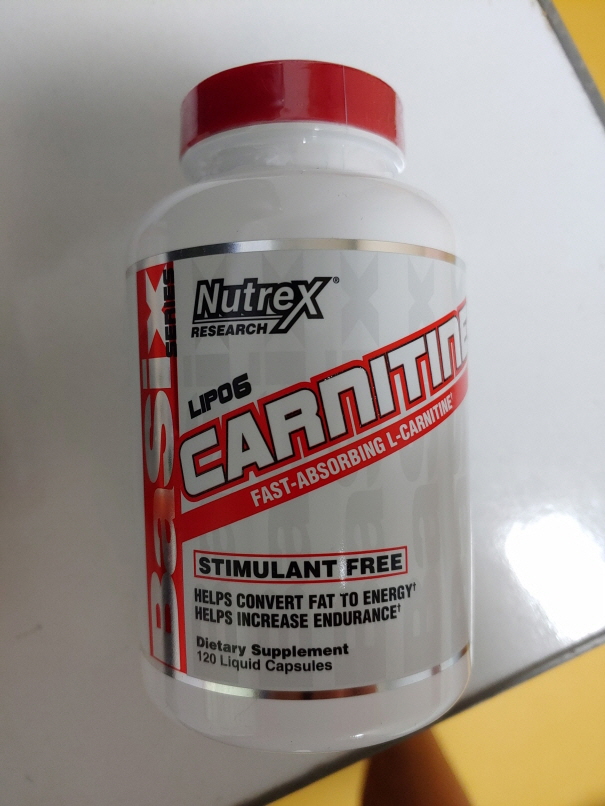 BaSix
SERIES
Nutrex®
RESEARCH
LIPO6
CARNITINE
FAST-ABSORBING L-CARNITINE†
STIMULANT FREE
HELPS CONVERT FAT TO ENERGY†
HELPS INCREASE ENDURANCE†
Dietary Supplement
120 Liquid Capsules